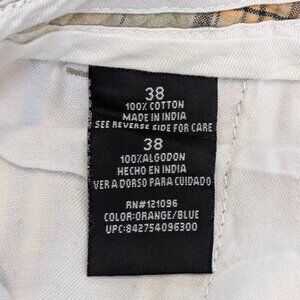 38
100% COTTON
MADE IN INDIA
SEE REVERSE SIDE FOR CARE
38
100%ALGODON
HECHO EN INDIA
VER A DORSO PARA CUIDADO
RN#121096
COLOR:ORANGE/BLUE
UPC:842754096300